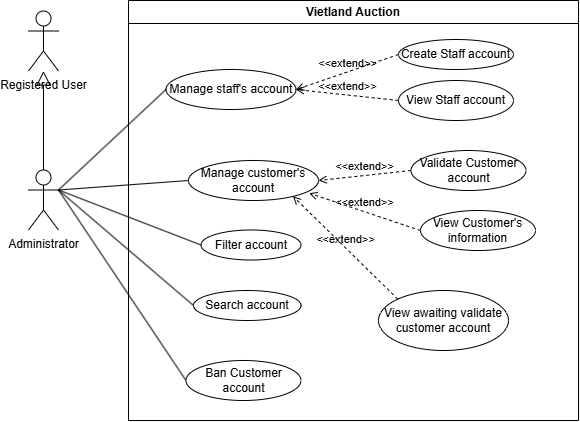 Vietland Auction
Registered User
Administrator
Manage staff's account
<<extend>>
Create Staff account
<<extend>>
View Staff account
Manage customer's
account
<<extend>>
Validate Customer
account
<<extend>>
View Customer's
information
<<extend>>
View awaiting validate
customer account
Filter account
Search account
Ban Customer
account